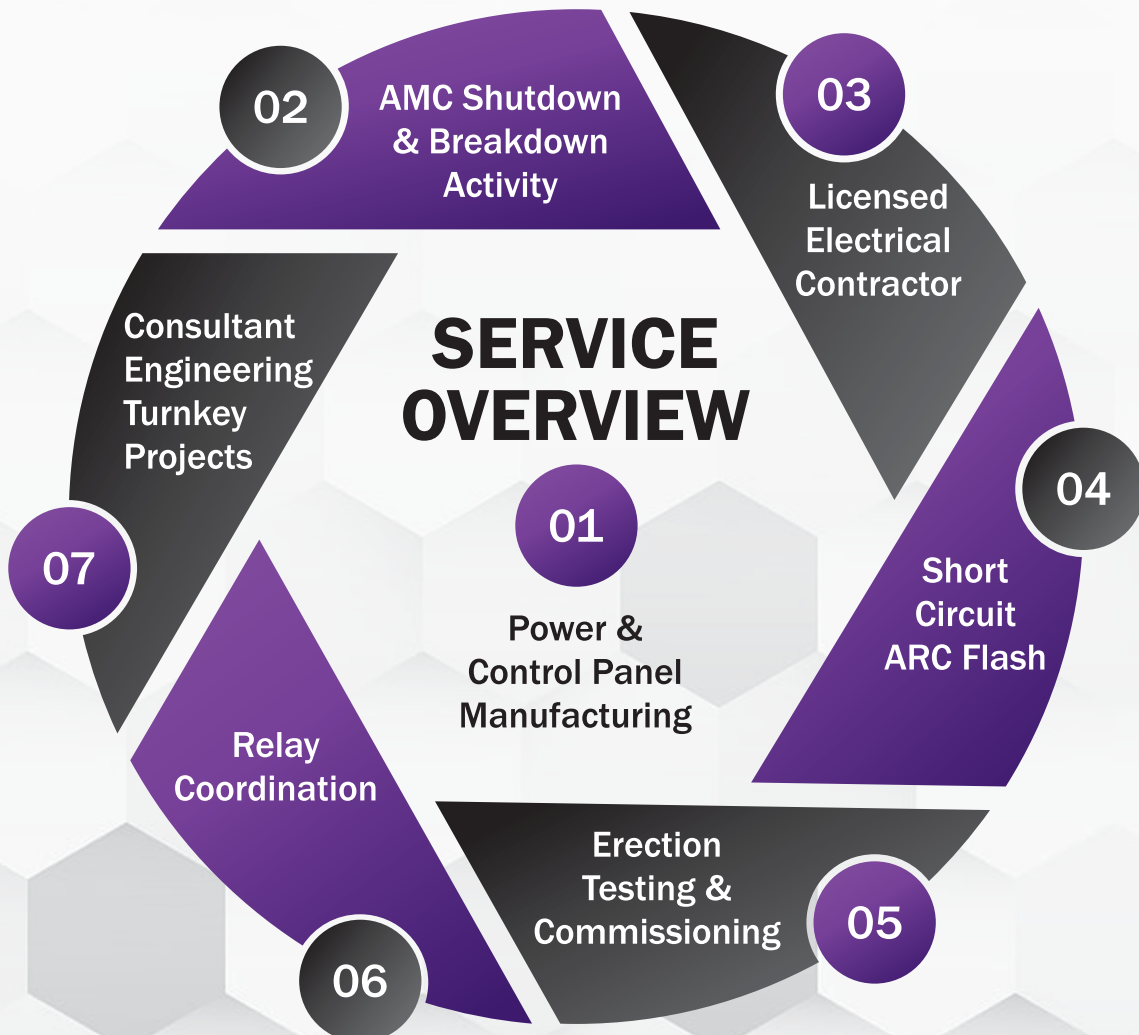 SERVICE
OVERVIEW
01
Power &
Control Panel
Manufacturing
02
AMC Shutdown
& Breakdown
Activity
03
Licensed
Electrical
Contractor
04
Short
Circuit
ARC Flash
05
Erection
Testing &
Commissioning
06
Relay
Coordination
07
Consultant
Engineering
Turnkey
Projects